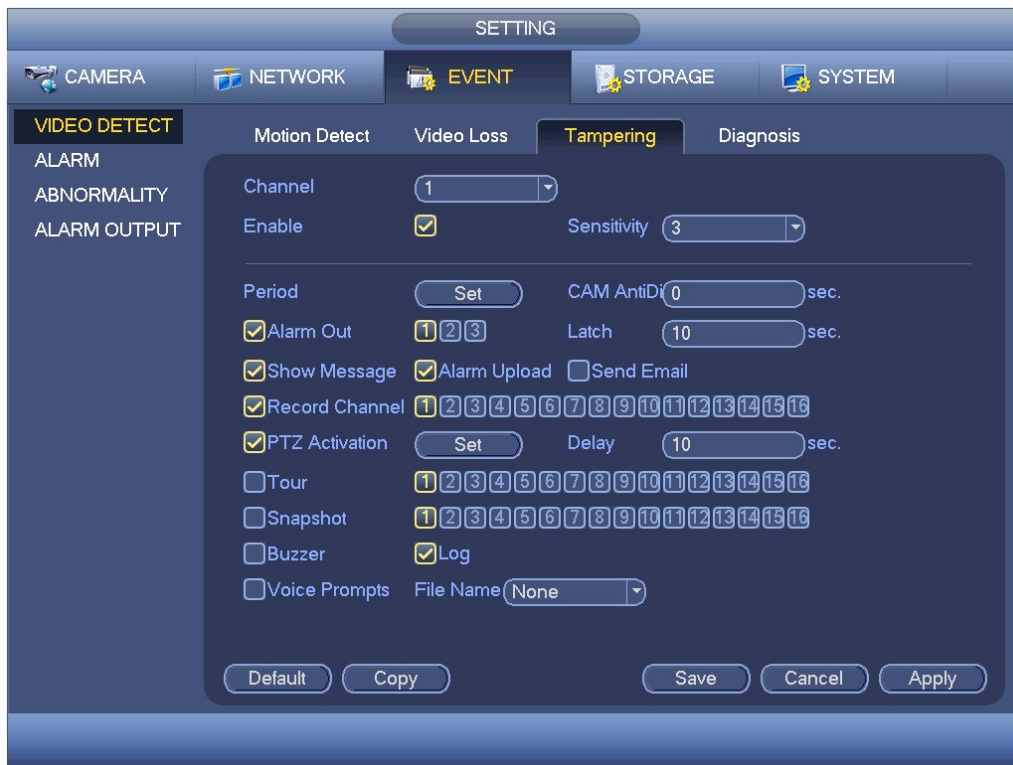 SETTING
CAMERA NETWORK EVENT STORAGE SYSTEM
VIDEO DETECT
ALARM
ABNORMALITY
ALARM OUTPUT
Motion Detect Video Loss Tampering Diagnosis
Channel 1
Enable Sensitivity 3
Period Set CAM AntiDi 0 sec.
Alarm Out 1 2 3 Latch 10 sec.
Show Message Alarm Upload Send Email
Record Channel 1 2 3 4 5 6 7 8 9 10 11 12 13 14 15 16
PTZ Activation Set Delay 10 sec.
Tour 1 2 3 4 5 6 7 8 9 10 11 12 13 14 15 16
Snapshot 1 2 3 4 5 6 7 8 9 10 11 12 13 14 15 16
Buzzer Log
Voice Prompts File Name None
Default Copy Save Cancel Apply